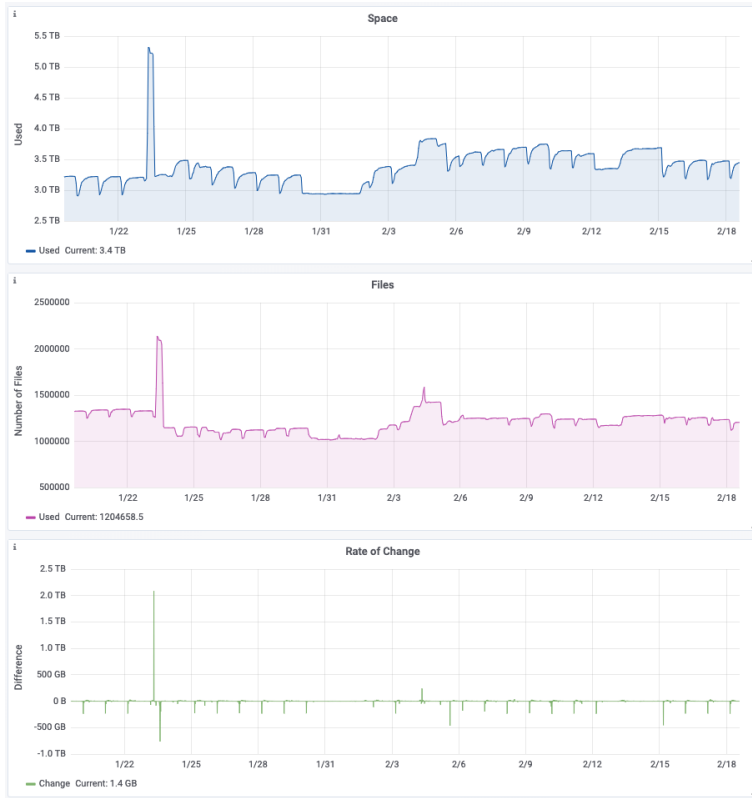 i
Space
5.5 TB
5.0 TB
4.5 TB
4.0 TB
3.5 TB
3.0 TB
2.5 TB
Used
1/22 1/25 1/28 1/31 2/3 2/6 2/9 2/12 2/15 2/18
Used Current: 3.4 TB
i
Files
2500000
2000000
1500000
1000000
500000
Number of Files
1/22 1/25 1/28 1/31 2/3 2/6 2/9 2/12 2/15 2/18
Used Current: 1204658.5
i
Rate of Change
2.5 TB
2.0 TB
1.5 TB
1.0 TB
500 GB
0 B
-500 GB
-1.0 TB
Difference
1/22 1/25 1/28 1/31 2/3 2/6 2/9 2/12 2/15 2/18
Change Current: 1.4 GB